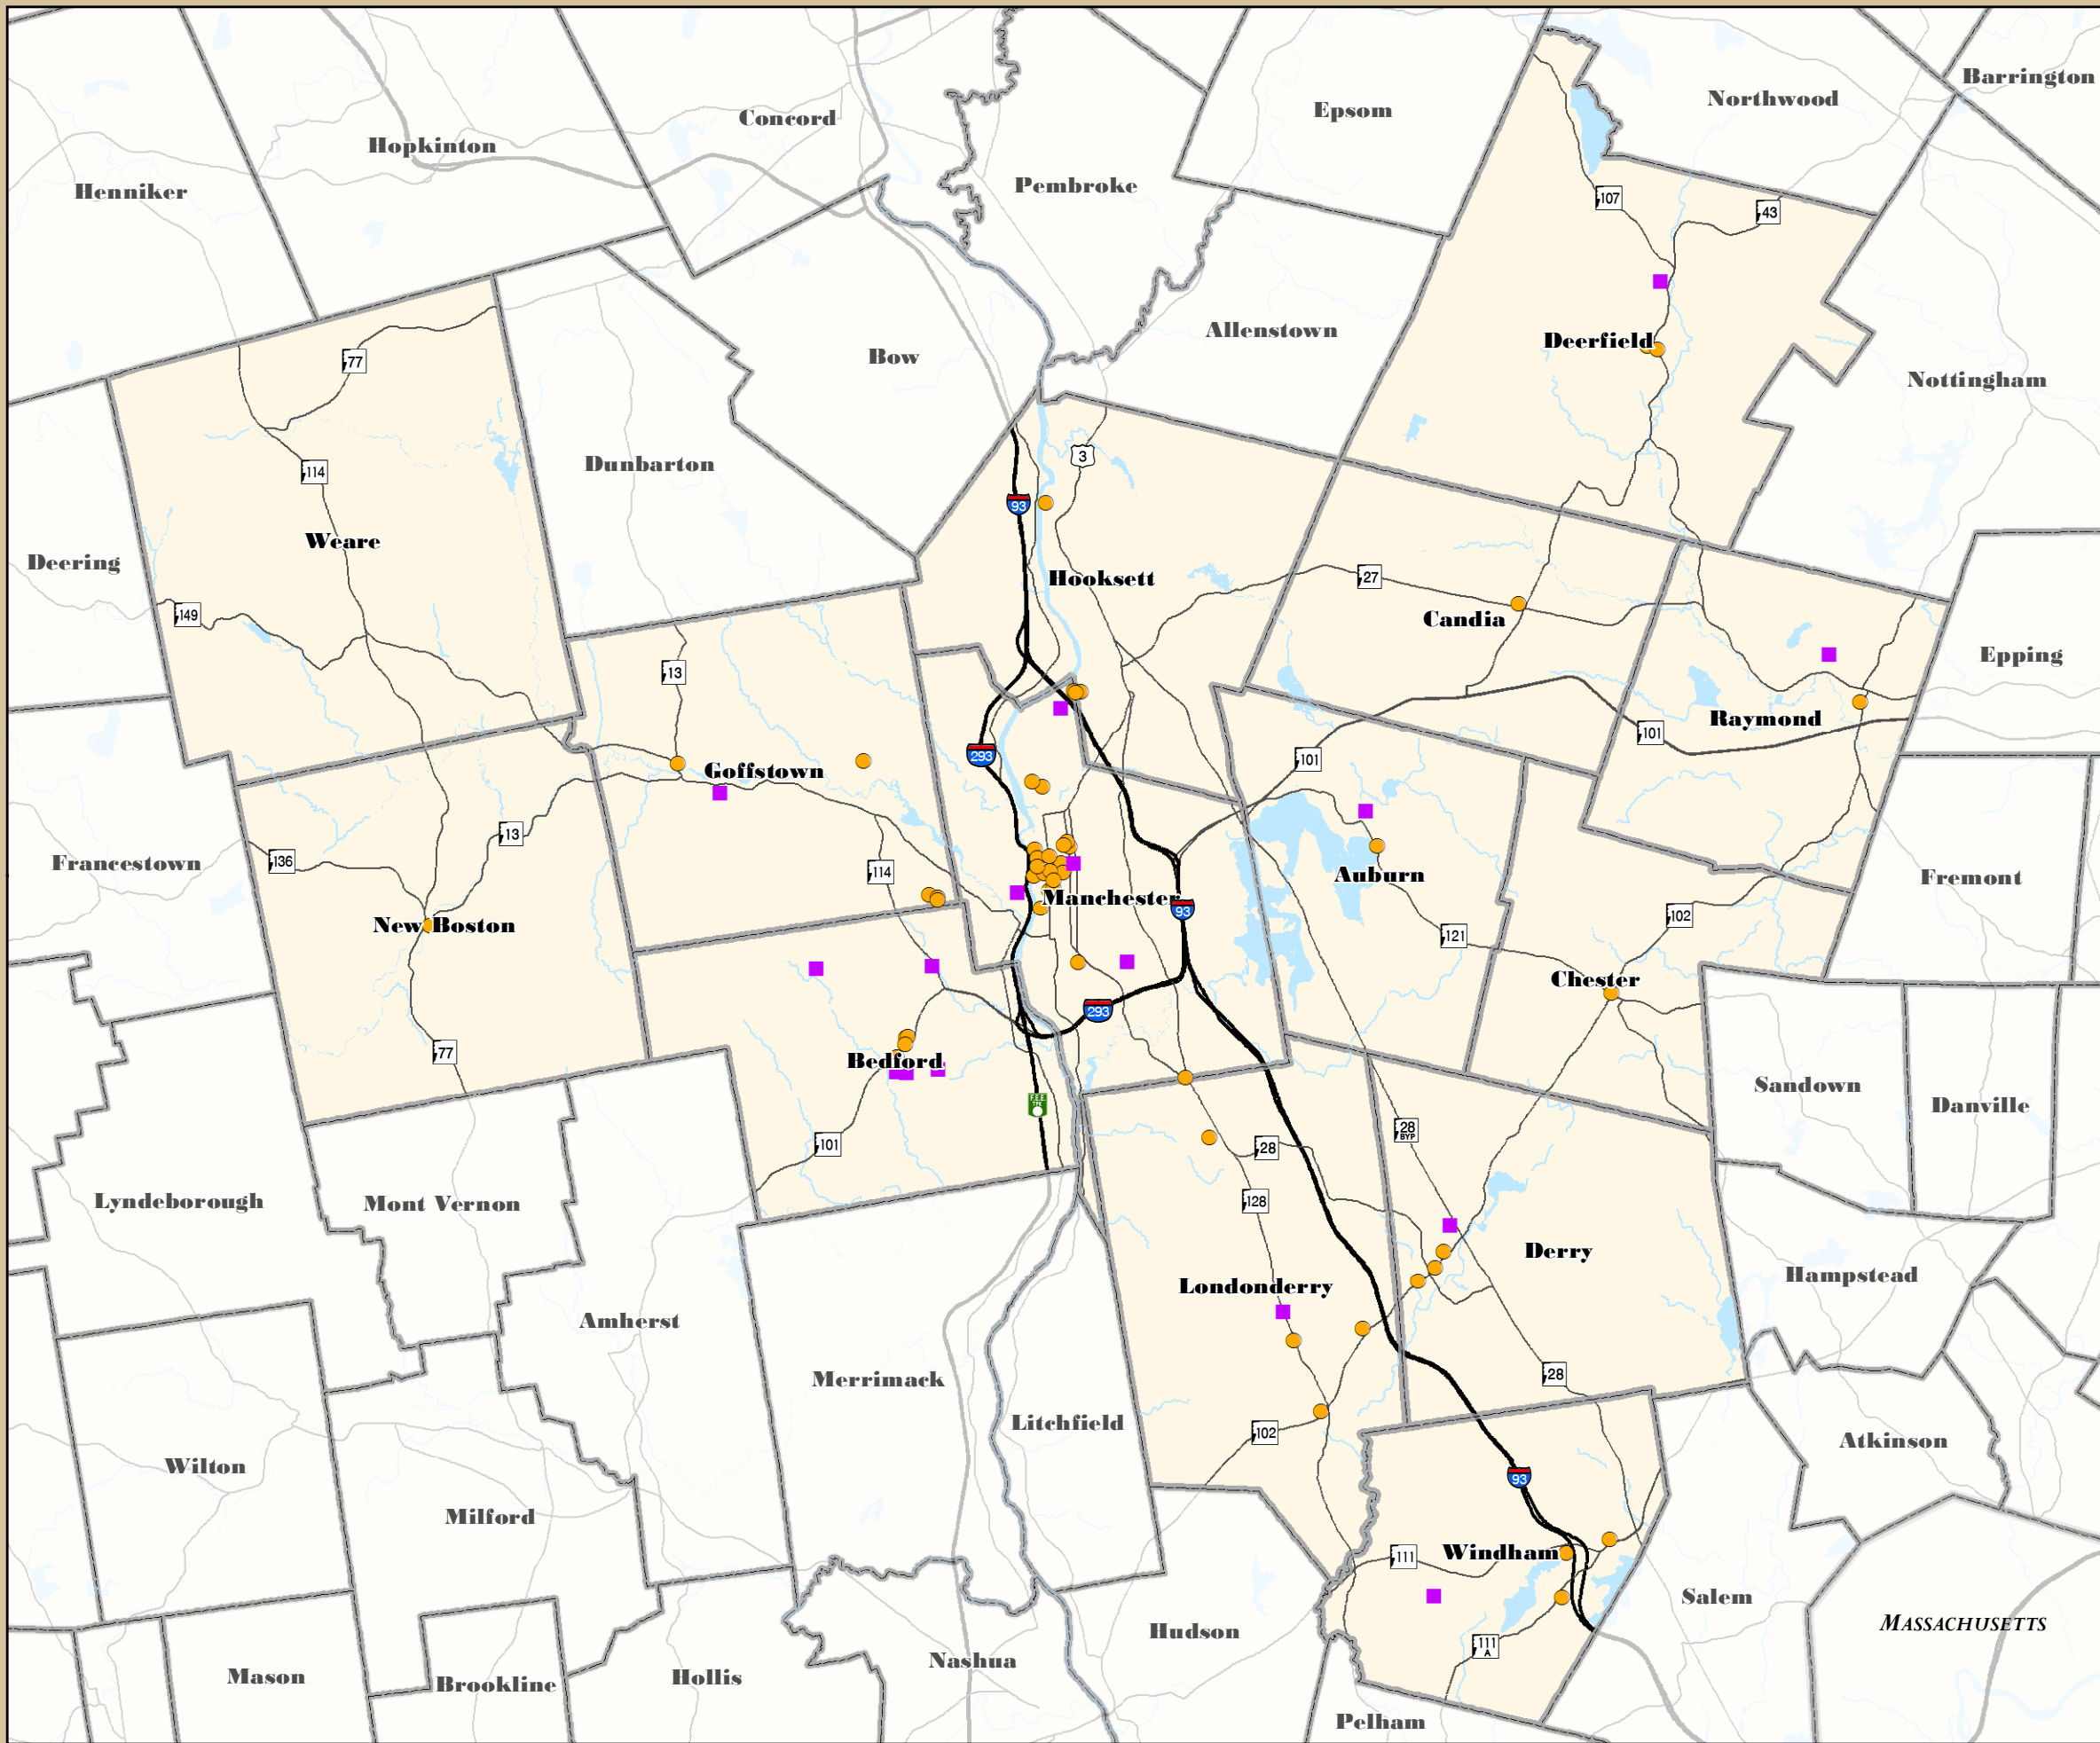 Barrington
Northwood
Epsom
Concord
Hopkinton
Pembroke
Henniker
107
43
Allenstown
Deerfield
Bow
77
Nottingham
3
Dunbarton
114
93
Weare
Deering
Hooksett
27
149
Candia
Epping
13
Raymond
101
293
101
Goffstown
13
136
Francestown
114
Auburn
Fremont
Manchester
93
102
New Boston
121
Chester
293
77
Bedford
Sandown
FEE
TPK
Danville
28
BYP
101
28
Lyndeborough
Mont Vernon
128
Derry
Hampstead
Londonderry
Amherst
28
Merrimack
Litchfield
102
Atkinson
Wilton
93
Milford
111
Windham
Salem
Massachusetts
Hudson
111
A
Nashua
Mason
Hollis
Brookline
Pelham